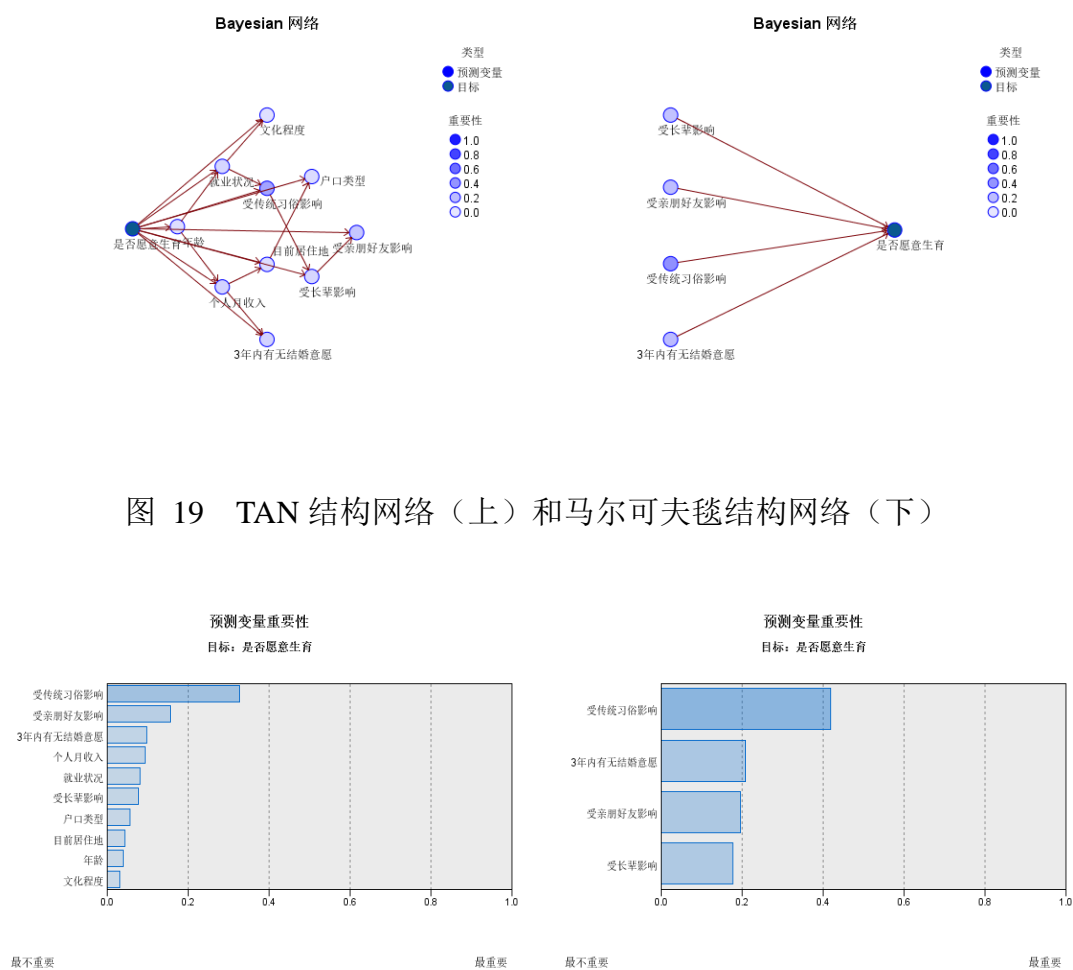 Bayesian 网络
类型
预测变量
目标
重要性
1.0
0.8
0.6
0.4
0.2
0.0
文化程度
就业状况
户口类型
受传统习俗影响
是否愿意生育
年龄
目前居住地
受亲朋好友影响
受长辈影响
个人月收入
3年内有无结婚意愿
Bayesian 网络
类型
预测变量
目标
重要性
1.0
0.8
0.6
0.4
0.2
0.0
受长辈影响
受亲朋好友影响
是否愿意生育
受传统习俗影响
3年内有无结婚意愿
图 19 TAN 结构网络（上）和马尔可夫毯结构网络（下）
预测变量重要性
目标：是否愿意生育
受传统习俗影响
受亲朋好友影响
3年内有无结婚意愿
个人月收入
就业状况
受长辈影响
户口类型
目前居住地
年龄
文化程度
0.0 0.2 0.4 0.6 0.8 1.0
最不重要 最重要
预测变量重要性
目标：是否愿意生育
受传统习俗影响
3年内有无结婚意愿
受亲朋好友影响
受长辈影响
0.0 0.2 0.4 0.6 0.8 1.0
最不重要 最重要